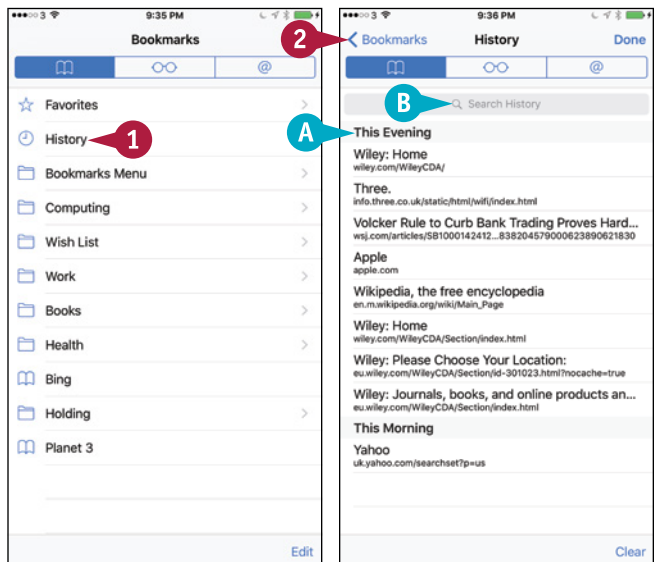 3 9:35 PM
Bookmarks
@
Favorites
History
1
Bookmarks Menu
Computing
Wish List
Work
Books
Health
Bing
Holding
Planet 3
Edit
3 9:36 PM
2
Bookmarks History Done
@
B
Search History
A
This Evening
Wiley: Home
wiley.com/WileyCDA/
Three.
info.three.co.uk/static/html/wifi/index.html
Volcker Rule to Curb Bank Trading Proves Hard...
wsj.com/articles/SB1000142412...838204579000623890621830
Apple
apple.com
Wikipedia, the free encyclopedia
en.m.wikipedia.org/wiki/Main_Page
Wiley: Home
wiley.com/WileyCDA/Section/index.html
Wiley: Please Choose Your Location:
eu.wiley.com/WileyCDA/Section/id-301023.html?nocache=true
Wiley: Journals, books, and online products an...
eu.wiley.com/WileyCDA/Section/index.html
This Morning
Yahoo
uk.yahoo.com/searchset?p=us
Clear